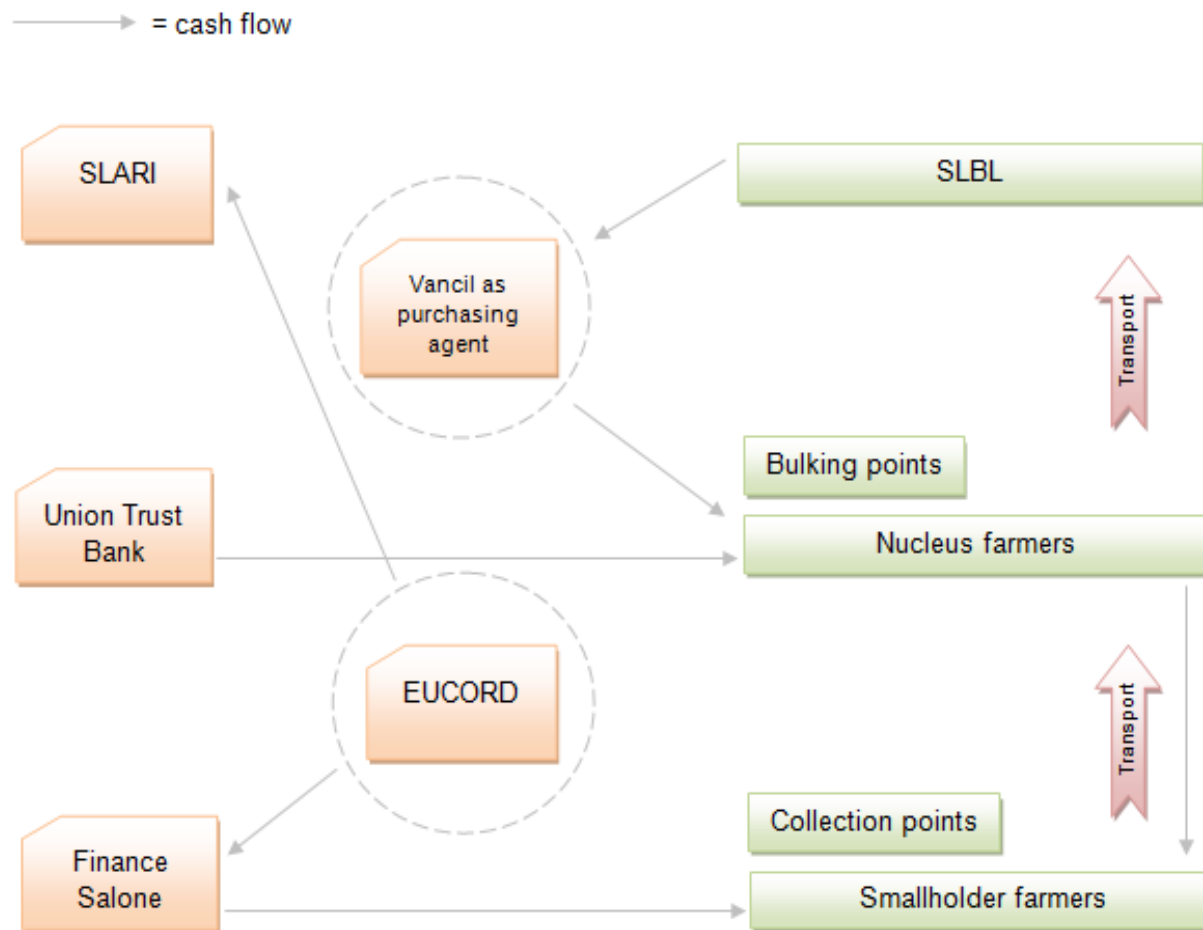 = cash flow
SLARI
SLBL
Vancil as
purchasing
agent
Transport
Bulking points
Union Trust
Bank
Nucleus farmers
EUCORD
Transport
Collection points
Finance
Salone
Smallholder farmers